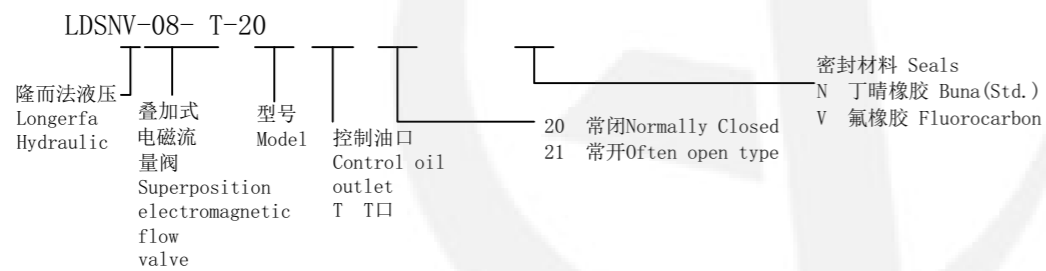 LDSNV-08- T-20
隆而法液压
Longerfa
Hydraulic
叠加式
电磁流
量阀
Superposition
electromagnetic
flow
valve
型号
Model
控制油口
Control oil
outlet
T T口
20 常闭Normally Closed
21 常开Often open type
密封材料 Seals
N 丁晴橡胶 Buna(Std.)
V 氟橡胶 Fluorocarbon